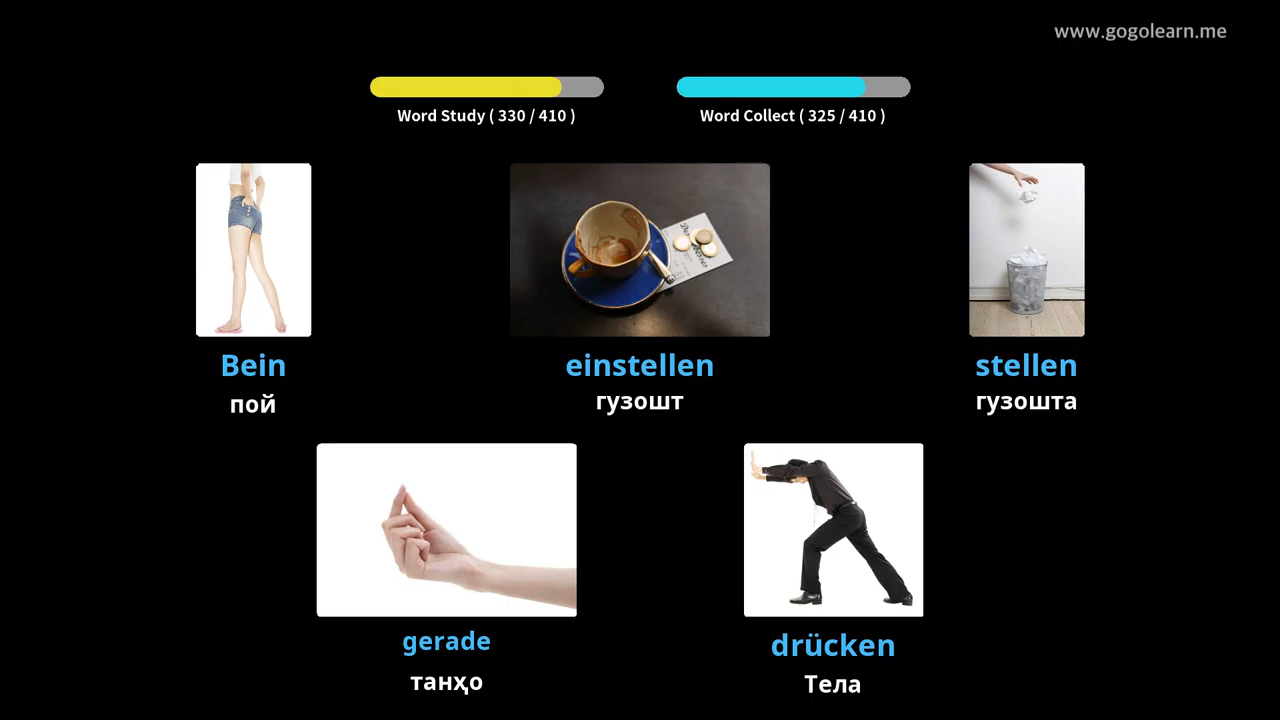 www.gogolearn.me
Word Study ( 330 / 410 )
Word Collect ( 325 / 410 )
Bein
пой
einstellen
гузошт
stellen
гузошта
gerade
танҳо
drücken
Тела